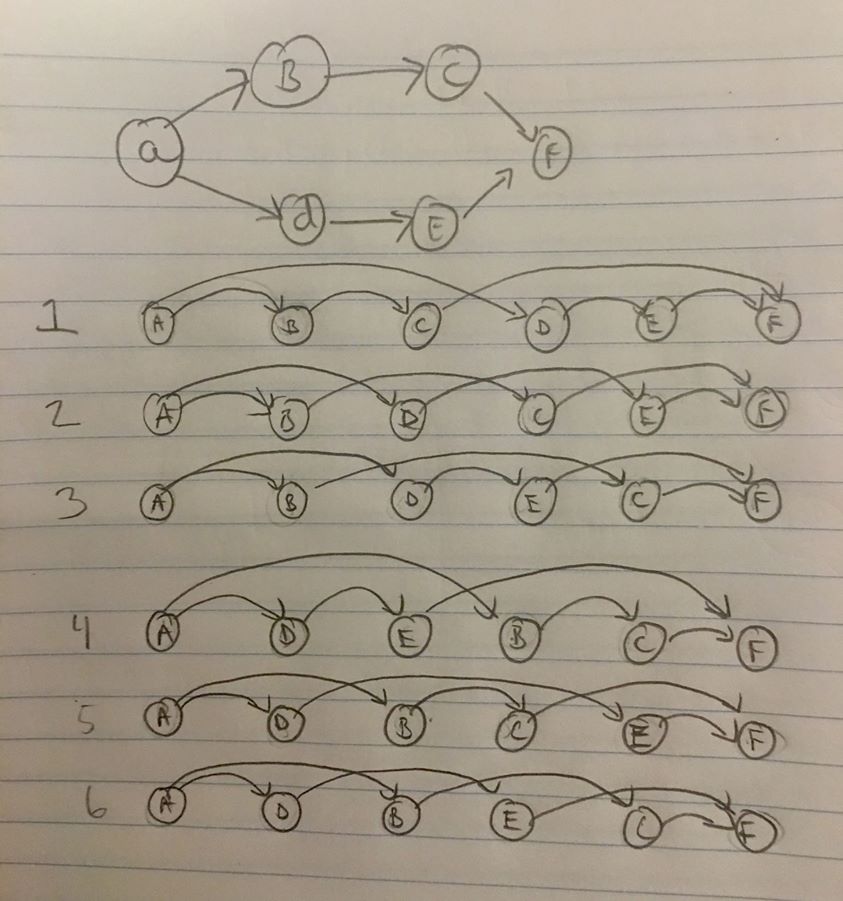 B C
a F
d E
1 A B C D E F
2 A B D C E F
3 A B D E C F
4 A D E B C F
5 A D B C E F
6 A D B E C F